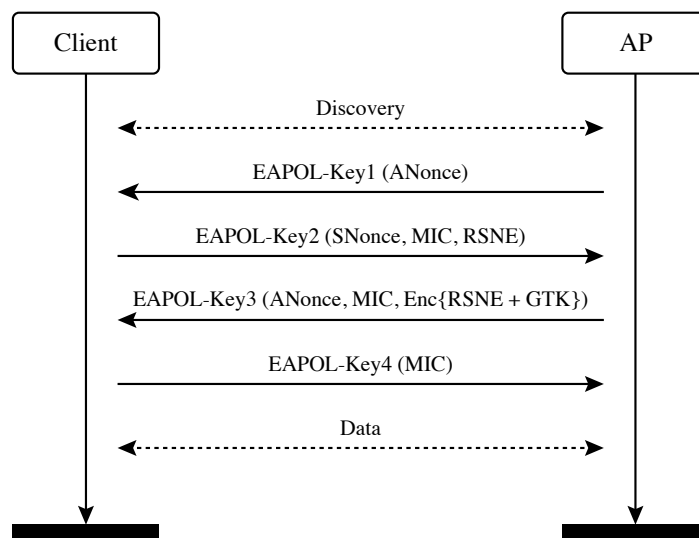 Client
AP
Discovery
EAPOL-Key1 (ANonce)
EAPOL-Key2 (SNonce, MIC, RSNE)
EAPOL-Key3 (ANonce, MIC, Enc{RSNE + GTK})
EAPOL-Key4 (MIC)
Data